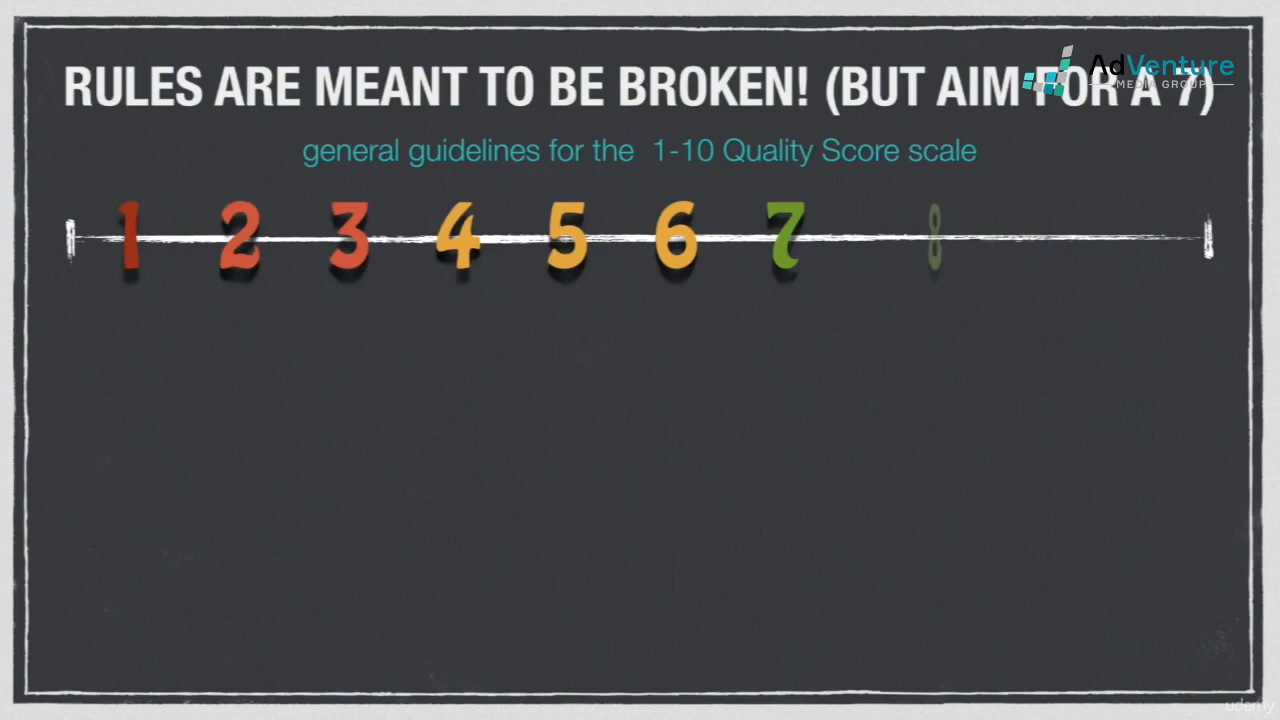 RULES ARE MEANT TO BE BROKEN! (BUT AIM FOR A 7)
AdVenture
MEDIA GROUP
general guidelines for the 1-10 Quality Score scale
1 2 3 4 5 6 7 8
udemy